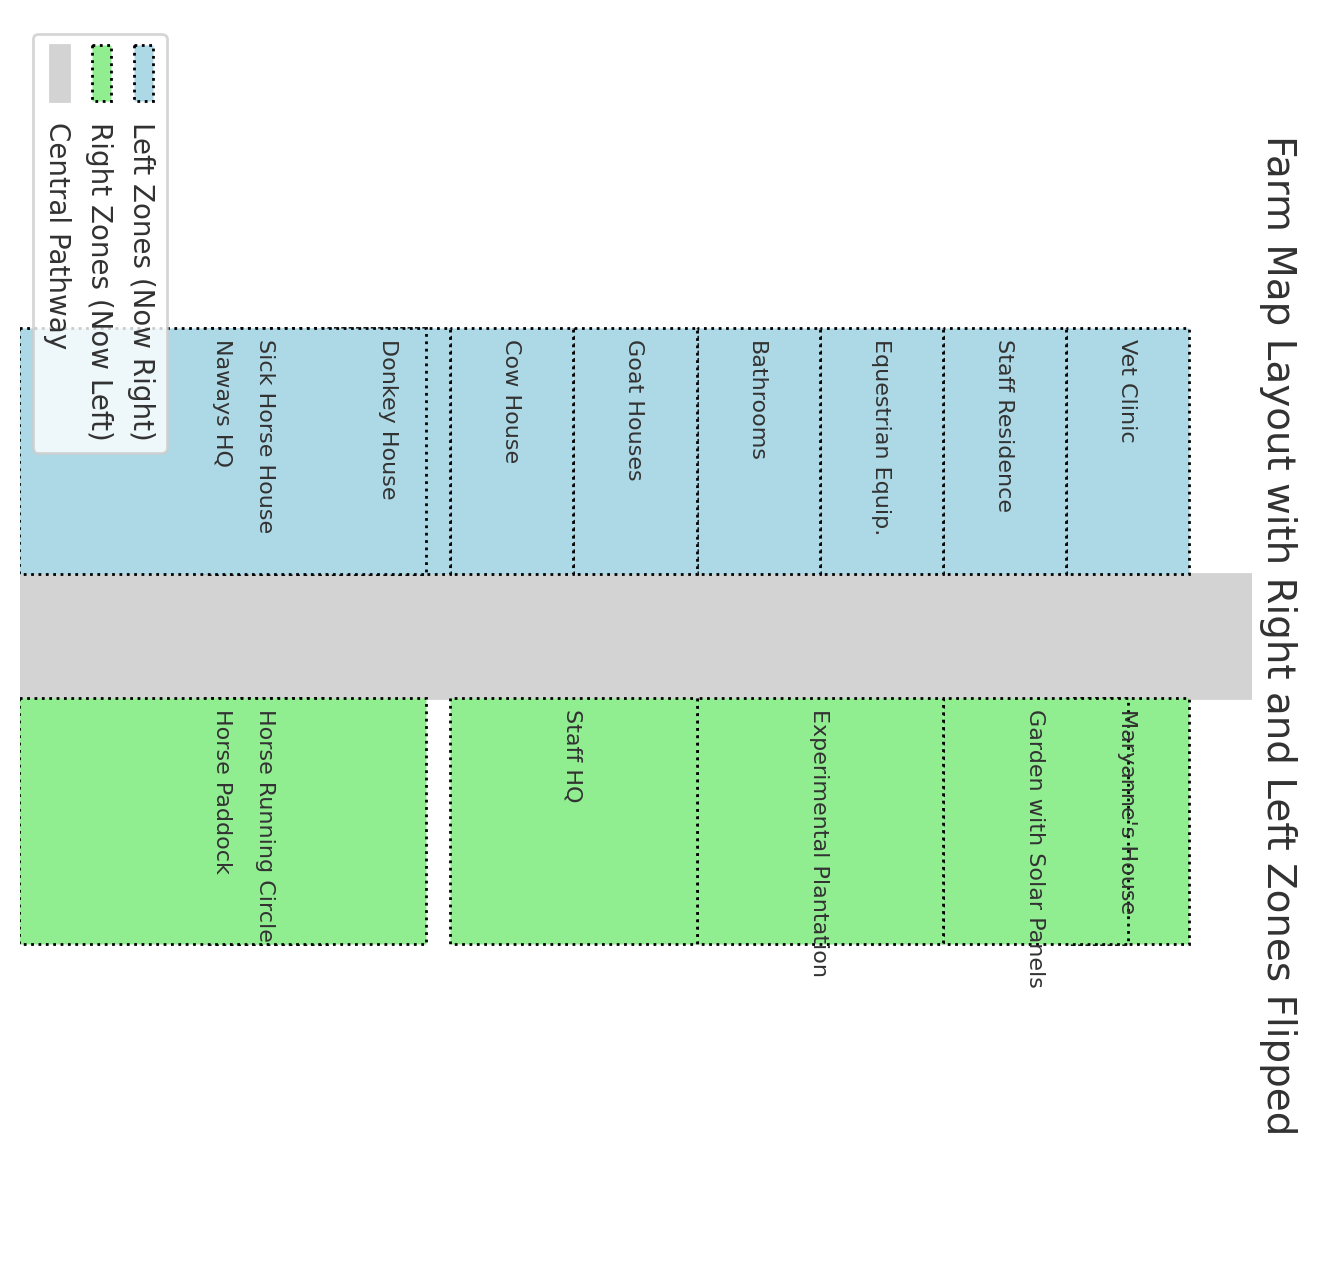 Farm Map Layout with Right and Left Zones Flipped
Vet Clinic
Staff Residence
Equestrian Equip.
Bathrooms
Goat Houses
Cow House
Donkey House
Sick Horse House
Naways HQ
Maryanne's House
Garden with Solar Panels
Experimental Plantation
Staff HQ
Horse Running Circle
Horse Paddock
Left Zones (Now Right)
Right Zones (Now Left)
Central Pathway